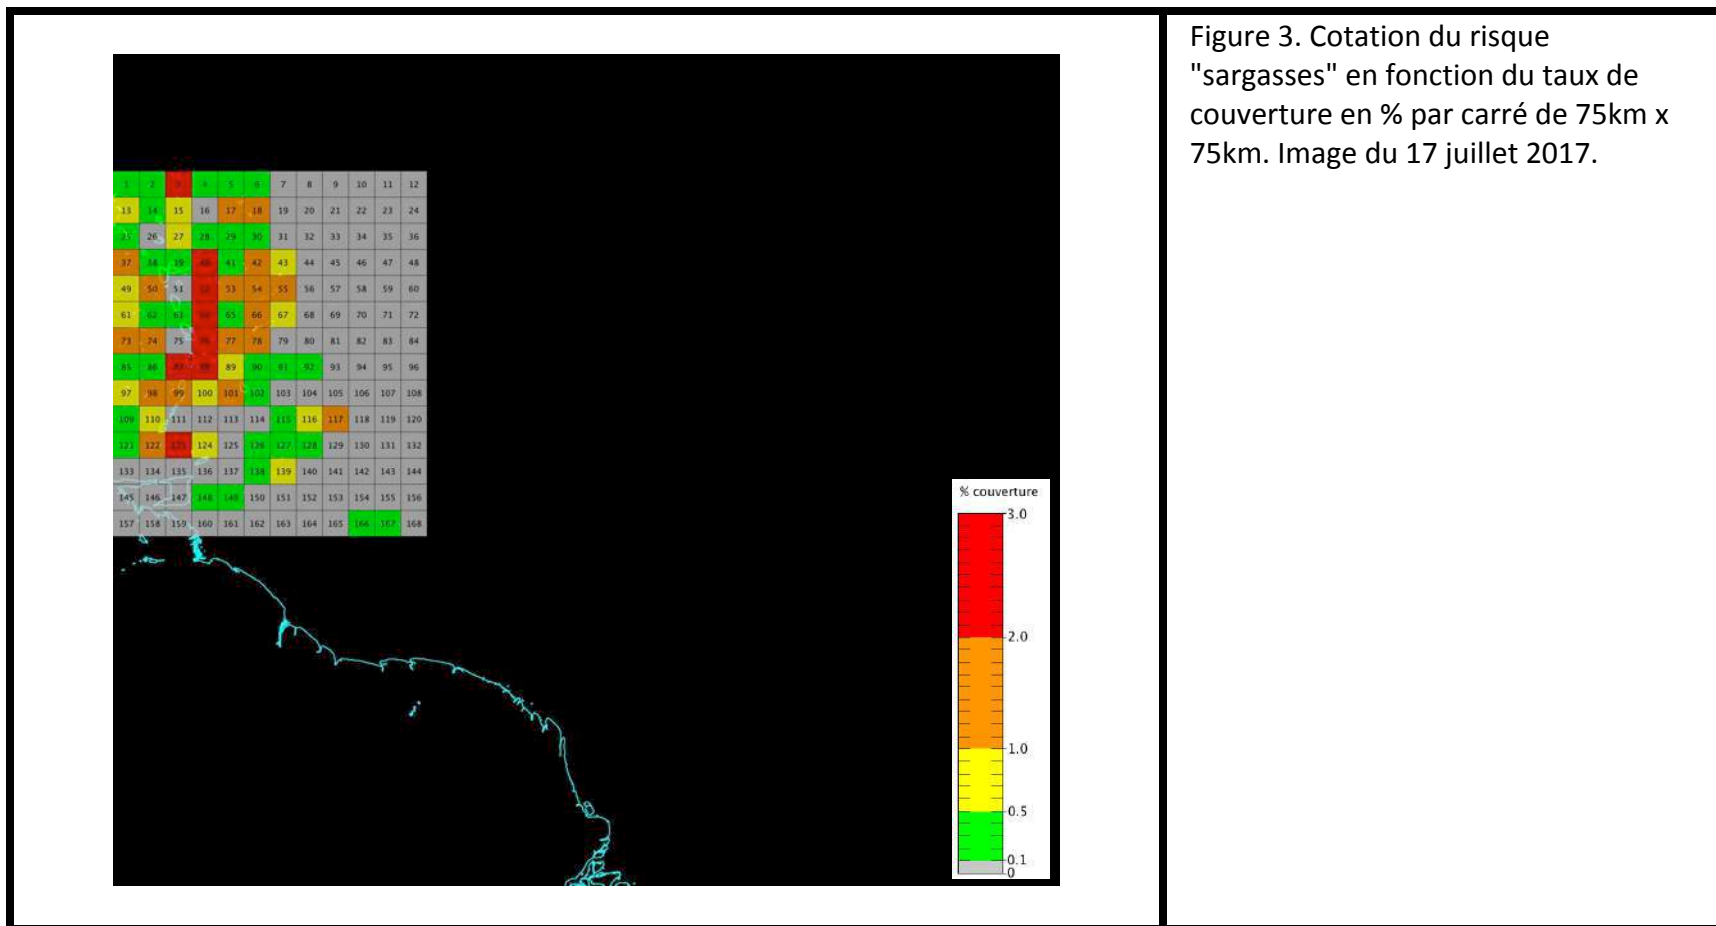 Figure 3. Cotation du risque
"sargasses" en fonction du taux de
couverture en % par carré de 75km x
75km. Image du 17 juillet 2017.
1 2 3 4 5 6 7 8 9 10 11 12
13 14 15 16 17 18 19 20 21 22 23 24
25 26 27 28 29 30 31 32 33 34 35 36
37 38 39 40 41 42 43 44 45 46 47 48
49 50 51 52 53 54 55 56 57 58 59 60
61 62 63 64 65 66 67 68 69 70 71 72
73 74 75 76 77 78 79 80 81 82 83 84
85 86 87 88 89 90 91 92 93 94 95 96
97 98 99 100 101 102 103 104 105 106 107 108
109 110 111 112 113 114 115 116 117 118 119 120
121 122 123 124 125 126 127 128 129 130 131 132
133 134 135 136 137 138 139 140 141 142 143 144
145 146 147 148 149 150 151 152 153 154 155 156
157 158 159 160 161 162 163 164 165 166 167 168
% couverture
3.0
2.0
1.0
0.5
0.1
0